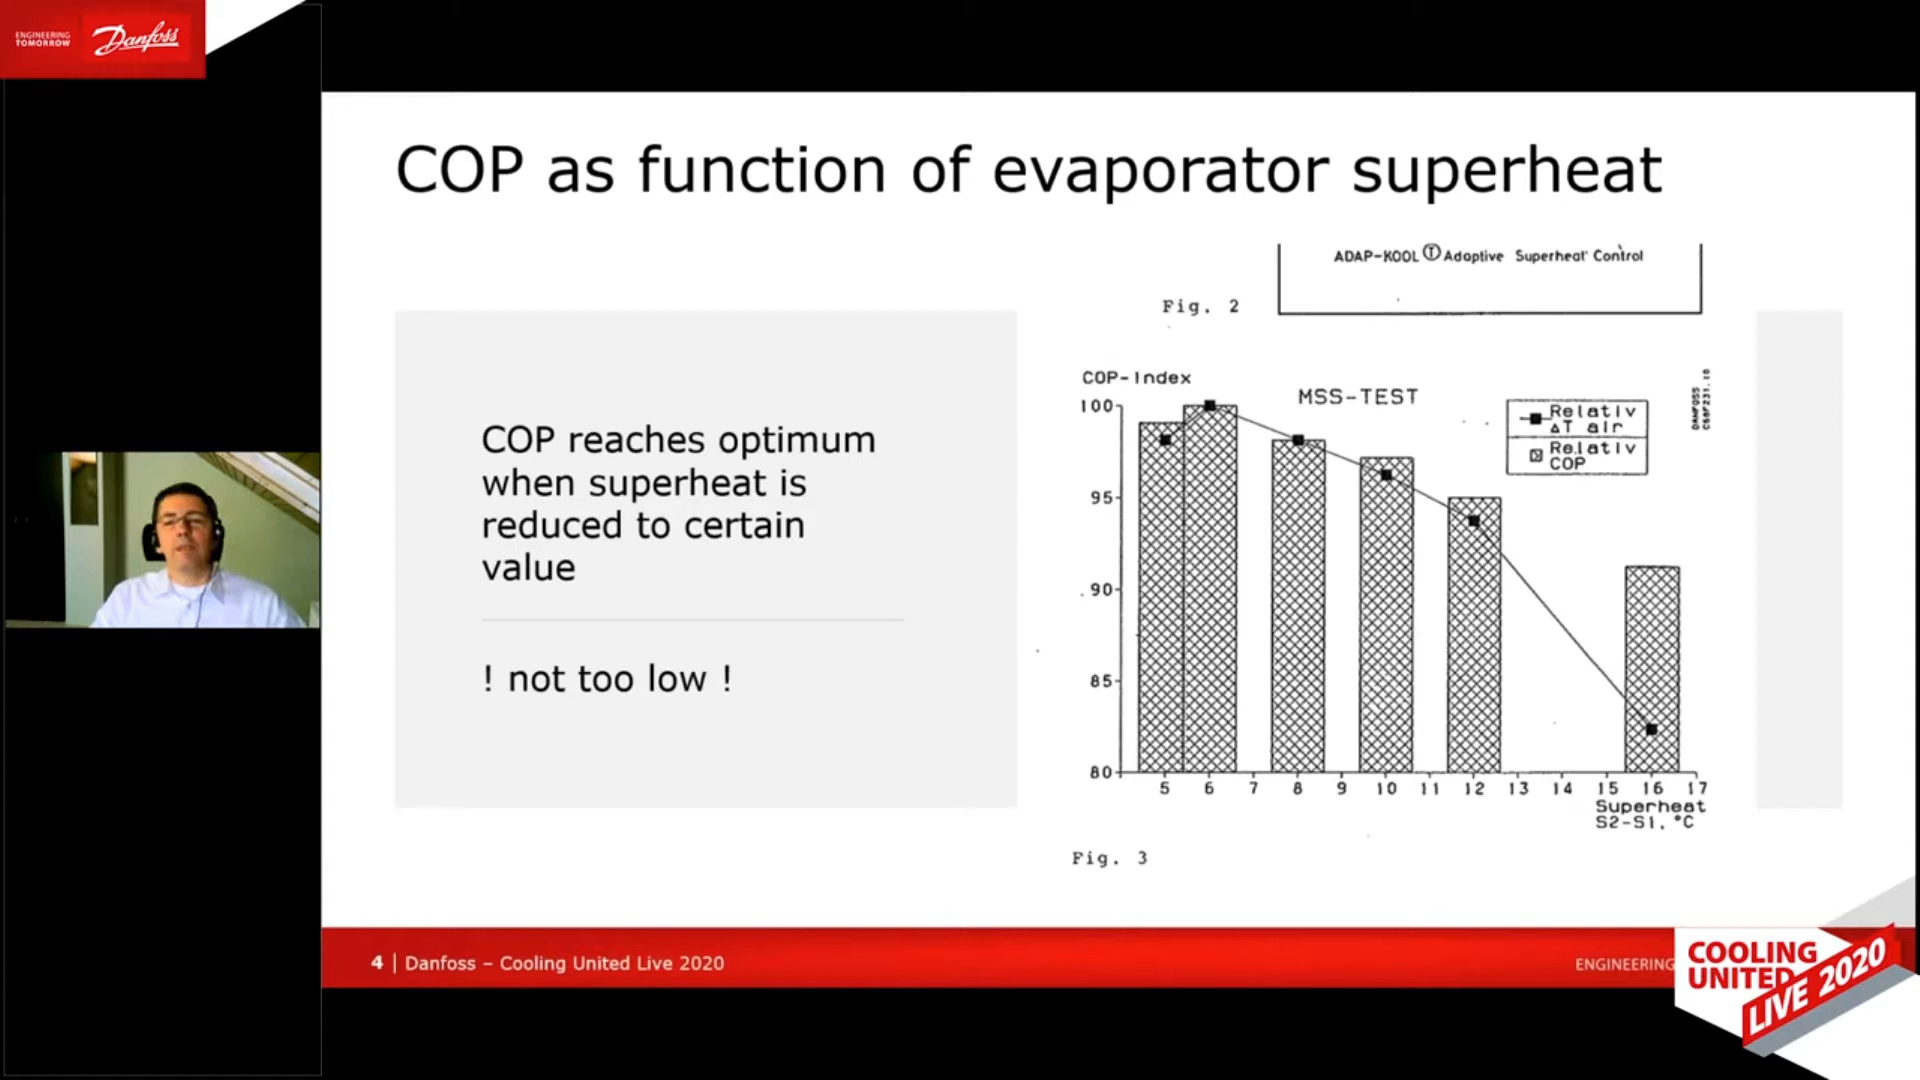 ENGINEERING
TOMORROW
Danfoss
COP as function of evaporator superheat
ADAP-KOOL Ⓣ Adaptive Superheat Control
Fig. 2
COP reaches optimum
when superheat is
reduced to certain
value
! not too low !
COP-Index
MSS-TEST
Relativ
ΔT air
Relativ
COP
DANFOSS
100
95
90
85
80
5 6 7 8 9 10 11 12 13 14 15 16 17
Superheat
S2-S1, °C
Fig. 3
4 | Danfoss – Cooling United Live 2020
ENGINEERING
COOLING
UNITED
LIVE 2020